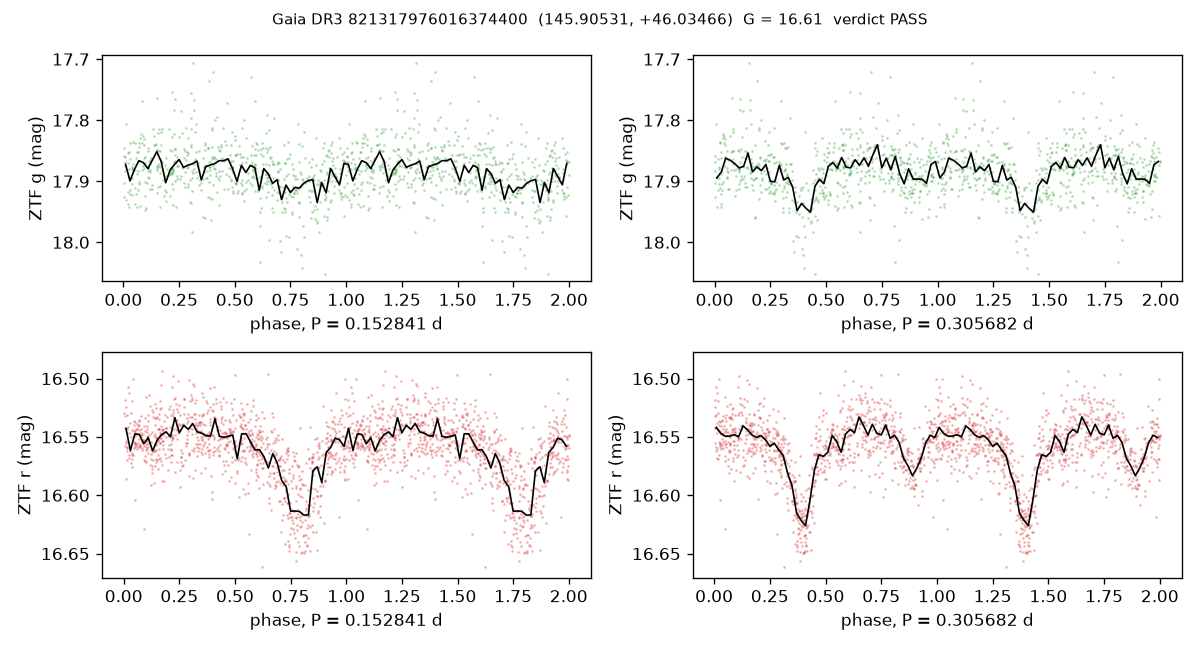 Gaia DR3 821317976016374400 (145.90531, +46.03466) G = 16.61 verdict PASS
17.7
17.8
17.9
18.0
ZTF g (mag)
0.00 0.25 0.50 0.75 1.00 1.25 1.50 1.75 2.00
phase, P = 0.152841 d
17.7
17.8
17.9
18.0
ZTF g (mag)
0.00 0.25 0.50 0.75 1.00 1.25 1.50 1.75 2.00
phase, P = 0.305682 d
16.50
16.55
16.60
16.65
ZTF r (mag)
0.00 0.25 0.50 0.75 1.00 1.25 1.50 1.75 2.00
phase, P = 0.152841 d
16.50
16.55
16.60
16.65
ZTF r (mag)
0.00 0.25 0.50 0.75 1.00 1.25 1.50 1.75 2.00
phase, P = 0.305682 d